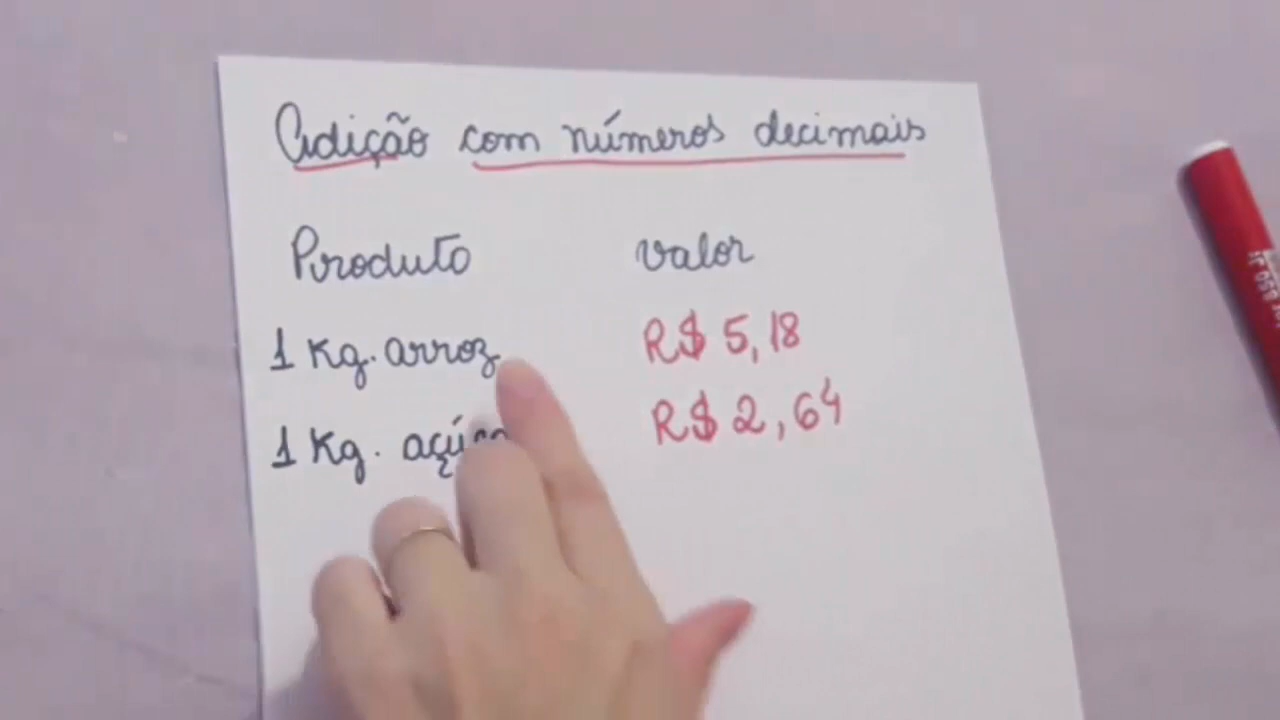 Adição com números decimais
Produto valor
1 Kg. arroz R$ 5,18
1 Kg. R$ 2,64